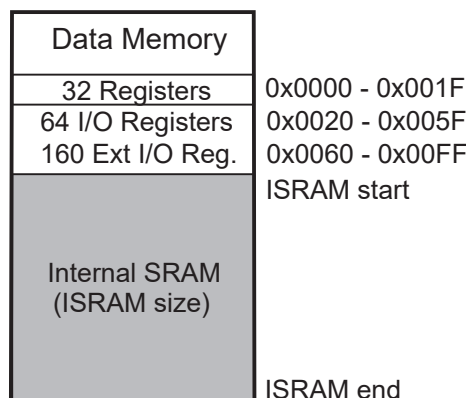 Data Memory
32 Registers 0x0000 - 0x001F
64 I/O Registers 0x0020 - 0x005F
160 Ext I/O Reg. 0x0060 - 0x00FF
ISRAM start
Internal SRAM
(ISRAM size)
ISRAM end